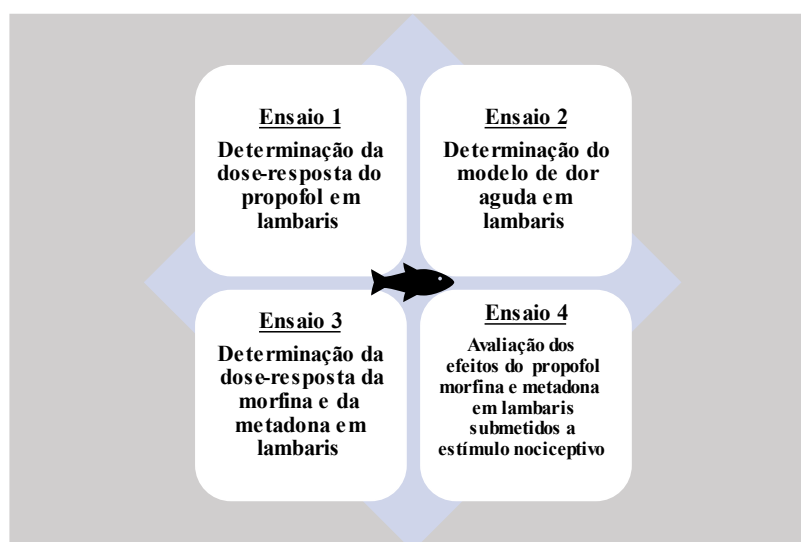 Ensaio 1
Determinação da
dose-resposta do
propofol em
lambaris
Ensaio 2
Determinação do
modelo de dor
aguda em
lambaris
Ensaio 3
Determinação da
dose-resposta da
morfina e da
metadona em
lambaris
Ensaio 4
Avaliação dos
efeitos do propofol
morfina e metadona
em lambaris
submetidos a
estímulo nociceptivo